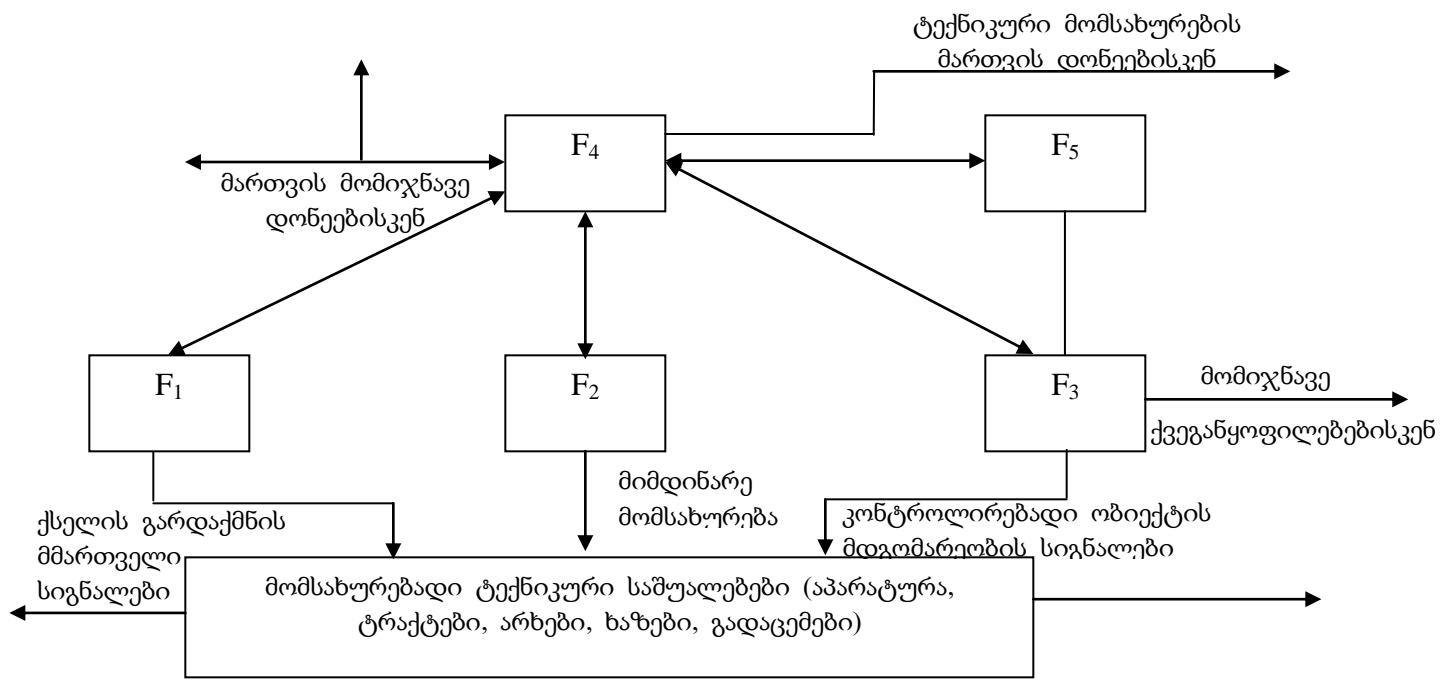 ტექნიკური მომსახურების
მართვის დონეებისკენ
F₄
F₅
მართვის მომიჯნავე
დონეებისკენ
F₁
F₂
F₃
მომიჯნავე
ქვეგანყოფილებებისკენ
მიმდინარე
მომსახურება
ქსელის გარდაქმნის
მმართველი
სიგნალები
კონტროლირებადი ობიექტის
მდგომარეობის სიგნალები
მომსახურებადი ტექნიკური საშუალებები (აპარატურა,
ტრაქტები, არხები, ხაზები, გადაცემები)